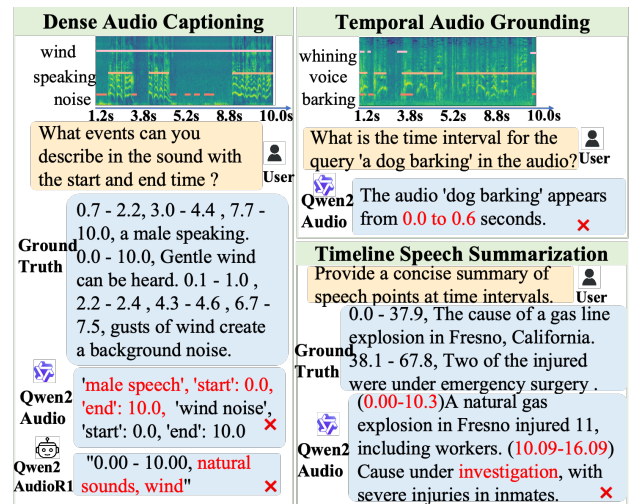 Dense Audio Captioning
wind
speaking
noise
1.2s 3.8s 5.2s 8.8s 10.0s
What events can you
describe in the sound with
the start and end time ?
User
Ground
Truth
0.7 - 2.2, 3.0 - 4.4 , 7.7 -
10.0, a male speaking.
0.0 - 10.0, Gentle wind
can be heard. 0.1 - 1.0 ,
2.2 - 2.4 , 4.3 - 4.6 , 6.7 -
7.5, gusts of wind create
a background noise.
Qwen2
Audio
'male speech', 'start': 0.0,
'end': 10.0, 'wind noise',
'start': 0.0, 'end': 10.0
Qwen2
AudioR1
"0.00 - 10.00, natural
sounds, wind"
Temporal Audio Grounding
whining
voice
barking
1.2s 3.8s 5.2s 8.8s 10.0s
What is the time interval for the
query 'a dog barking' in the audio?
User
Qwen2
Audio
The audio 'dog barking' appears
from 0.0 to 0.6 seconds.
Timeline Speech Summarization
Provide a concise summary of
speech points at time intervals.
User
Ground
Truth
0.0 - 37.9, The cause of a gas line
explosion in Fresno, California.
38.1 - 67.8, Two of the injured
were under emergency surgery .
Qwen2
Audio
(0.00-10.3)A natural gas
explosion in Fresno injured 11,
including workers. (10.09-16.09)
Cause under investigation, with
severe injuries in inmates.